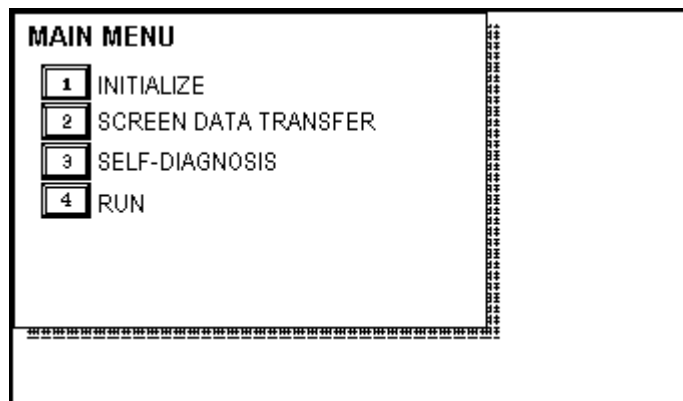 MAIN MENU
1 INITIALIZE
2 SCREEN DATA TRANSFER
3 SELF-DIAGNOSIS
4 RUN